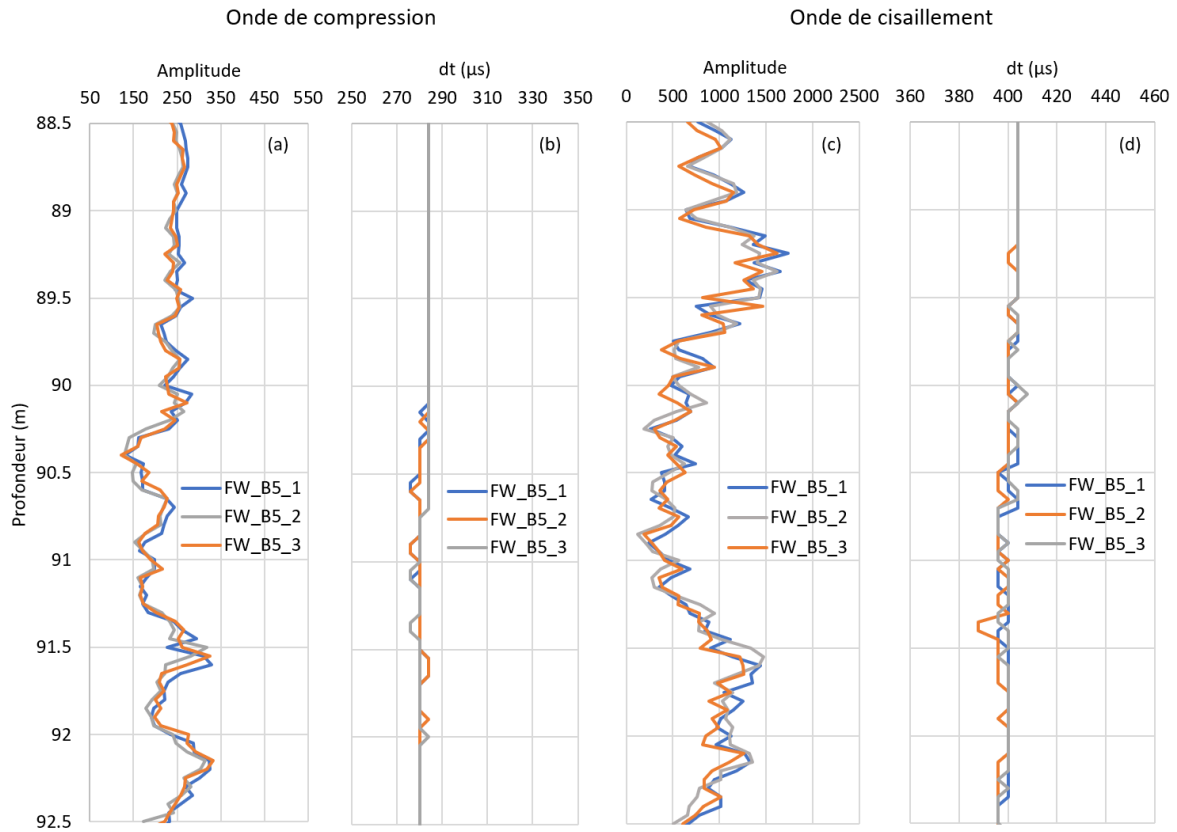 Onde de compression
Onde de cisaillement
Amplitude
dt (µs)
Amplitude
dt (µs)
50 150 250 350 450 550
250 270 290 310 330 350
0 500 1000 1500 2000 2500
360 380 400 420 440 460
88.5
(a)
(b)
(c)
(d)
89
89.5
90
Profondeur (m)
90.5
FW_B5_1
FW_B5_2
FW_B5_3
FW_B5_1
FW_B5_2
FW_B5_3
FW_B5_1
FW_B5_2
FW_B5_3
FW_B5_1
FW_B5_2
FW_B5_3
91
91.5
92
92.5